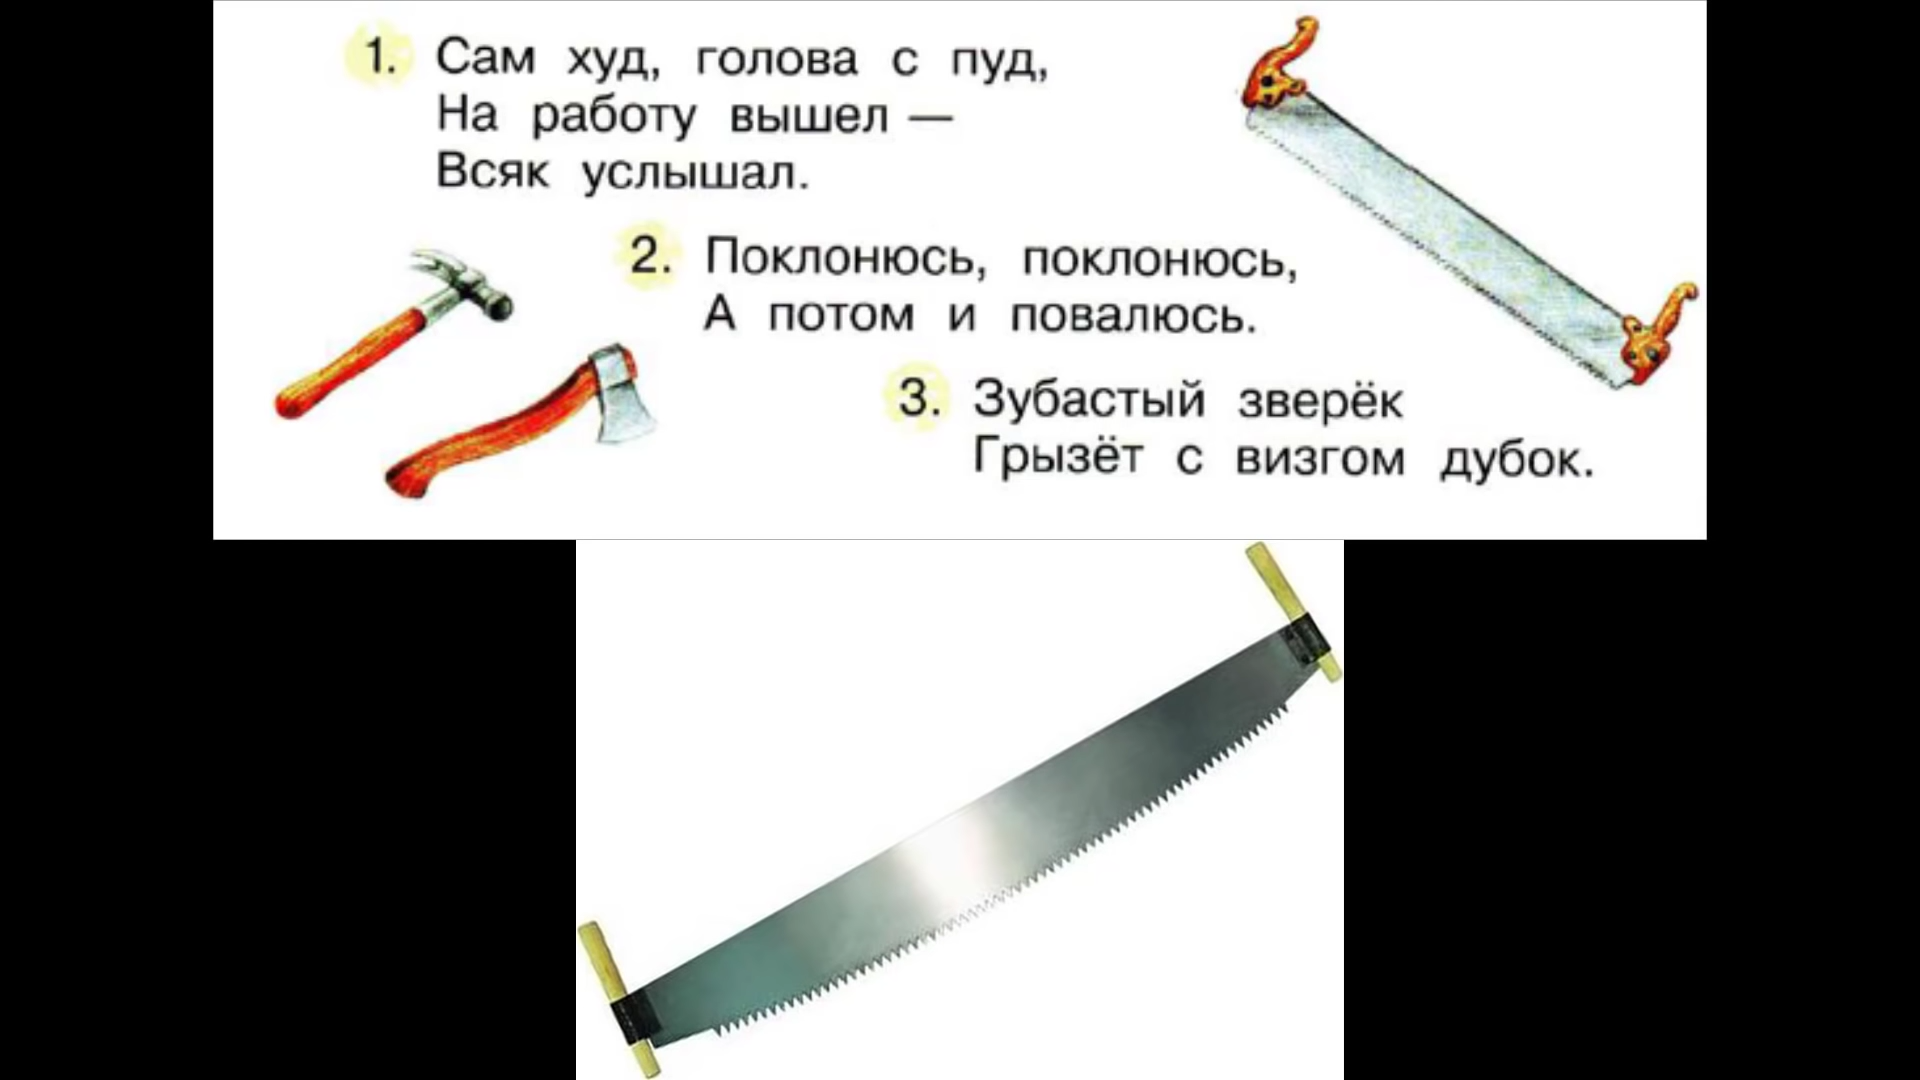 1. Сам худ, голова с пуд,
На работу вышел —
Всяк услышал.
2. Поклонюсь, поклонюсь,
А потом и повалюсь.
3. Зубастый зверёк
Грызёт с визгом дубок.